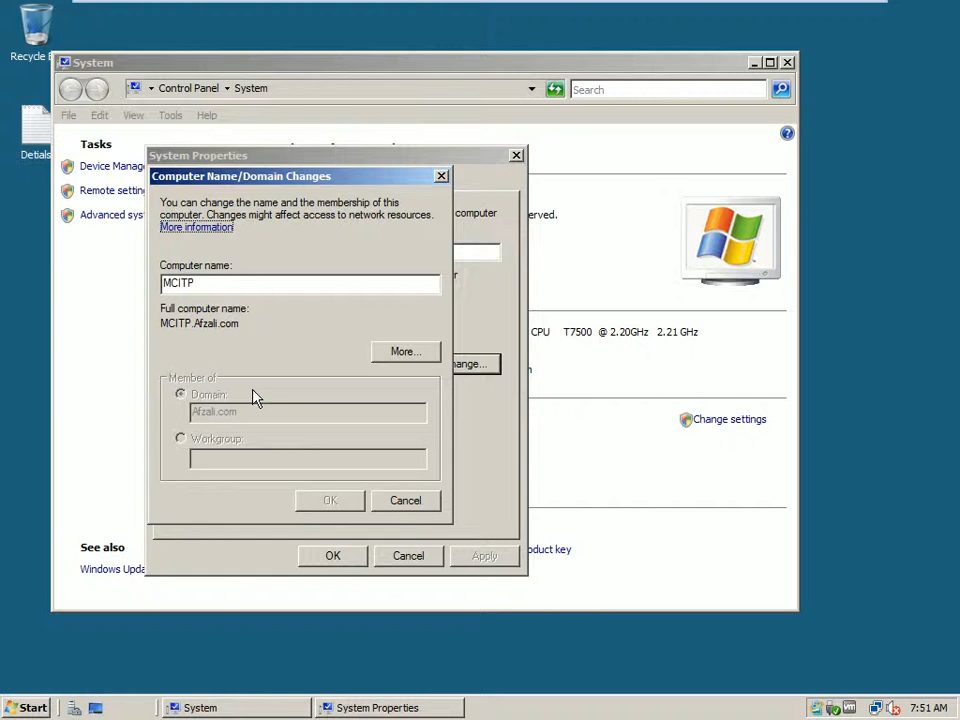 Recycle B
System
Control Panel
System
Search
File Edit View Tools Help
Tasks
Device Manag
Remote settin
Advanced sys
System Properties
Computer Name/Domain Changes
You can change the name and the membership of this
computer. Changes might affect access to network resources.
More information
computer
erved.
Computer name:
MCITP
Full computer name:
MCITP.Afzali.com
CPU T7500 @ 2.20GHz 2.21 GHz
More...
hange...
Member of
Domain:
Afzali.com
Workgroup:
Change settings
OK Cancel
See also
Windows Upda
OK Cancel Apply
oduct key
Detials
Start
System
System Properties
7:51 AM